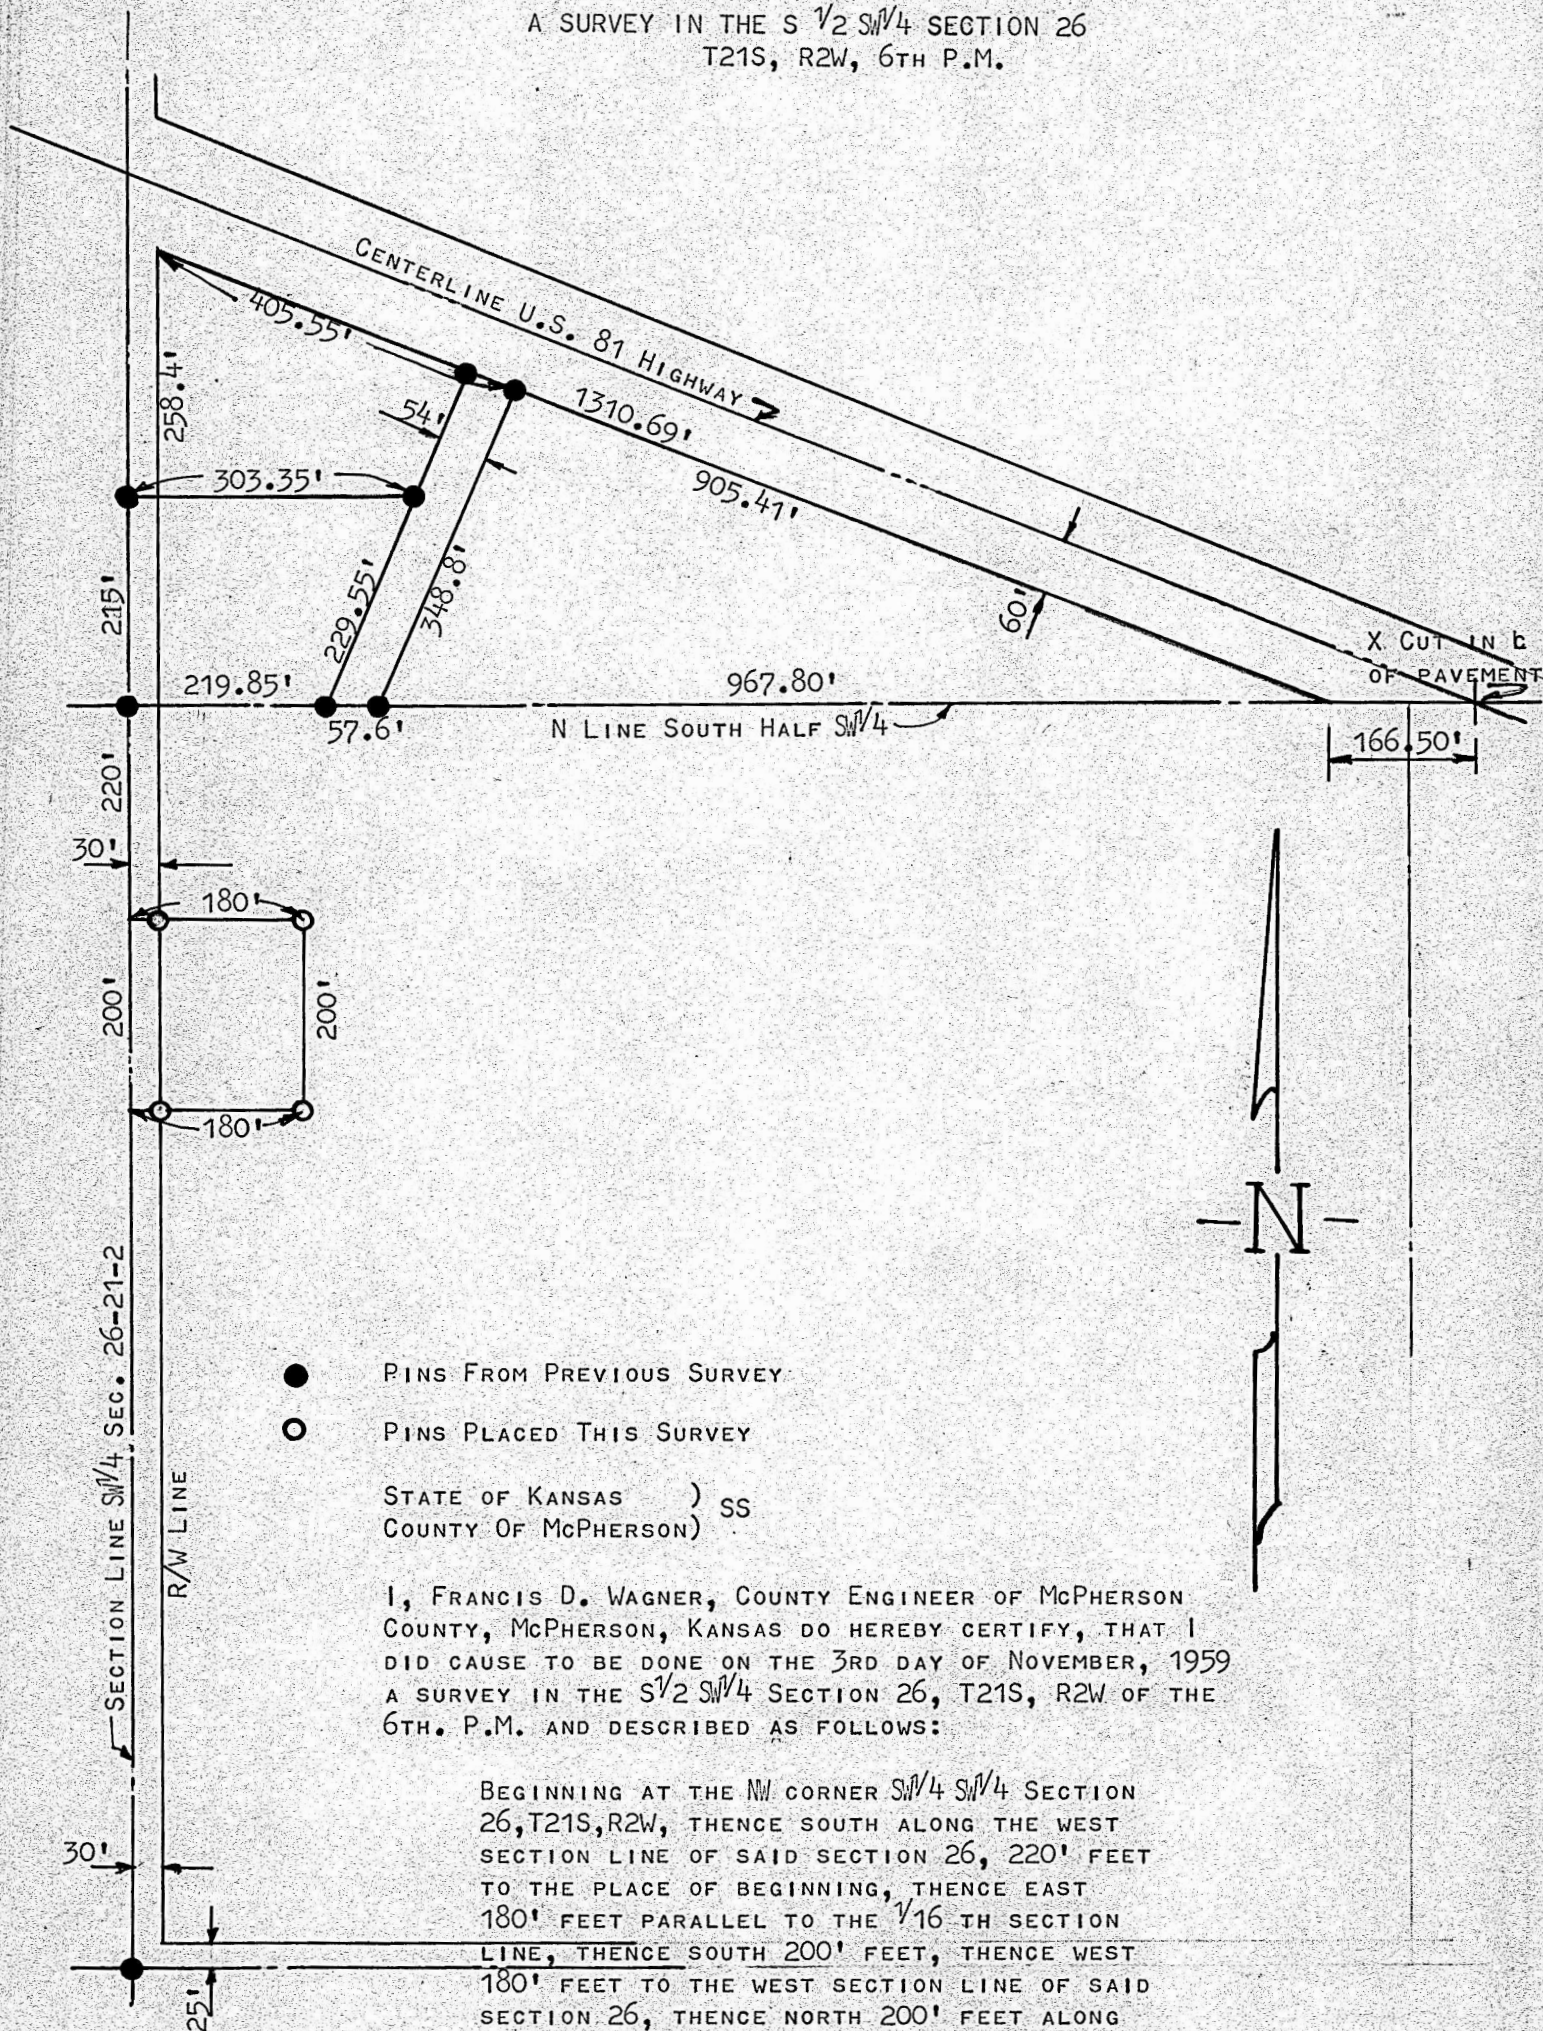 A SURVEY IN THE S 1/2 SW1/4 SECTION 26
T21S, R2W, 6TH P.M.
CENTERLINE U.S. 81 HIGHWAY
405.55'
258.4'
54'
1310.69'
303.35'
905.41'
229.55'
348.8'
215'
60'
X CUT IN ℄
OF PAVEMENT
219.85'
967.80'
57.6'
N LINE SOUTH HALF SW1/4
166.50'
220'
30'
180'
200'
200'
180'
N
SECTION LINE SW1/4 SEC. 26-21-2
R/W LINE
PINS FROM PREVIOUS SURVEY
PINS PLACED THIS SURVEY
STATE OF KANSAS ) SS
COUNTY OF MCPHERSON)
I, FRANCIS D. WAGNER, COUNTY ENGINEER OF MCPHERSON
COUNTY, MCPHERSON, KANSAS DO HEREBY CERTIFY, THAT I
DID CAUSE TO BE DONE ON THE 3RD DAY OF NOVEMBER, 1959
A SURVEY IN THE S1/2 SW1/4 SECTION 26, T21S, R2W OF THE
6TH. P.M. AND DESCRIBED AS FOLLOWS:
BEGINNING AT THE NW CORNER SW1/4 SW1/4 SECTION
26,T21S,R2W, THENCE SOUTH ALONG THE WEST
SECTION LINE OF SAID SECTION 26, 220' FEET
TO THE PLACE OF BEGINNING, THENCE EAST
180' FEET PARALLEL TO THE 1/16 TH SECTION
LINE, THENCE SOUTH 200' FEET, THENCE WEST
180' FEET TO THE WEST SECTION LINE OF SAID
SECTION 26, THENCE NORTH 200' FEET ALONG
30'
25'